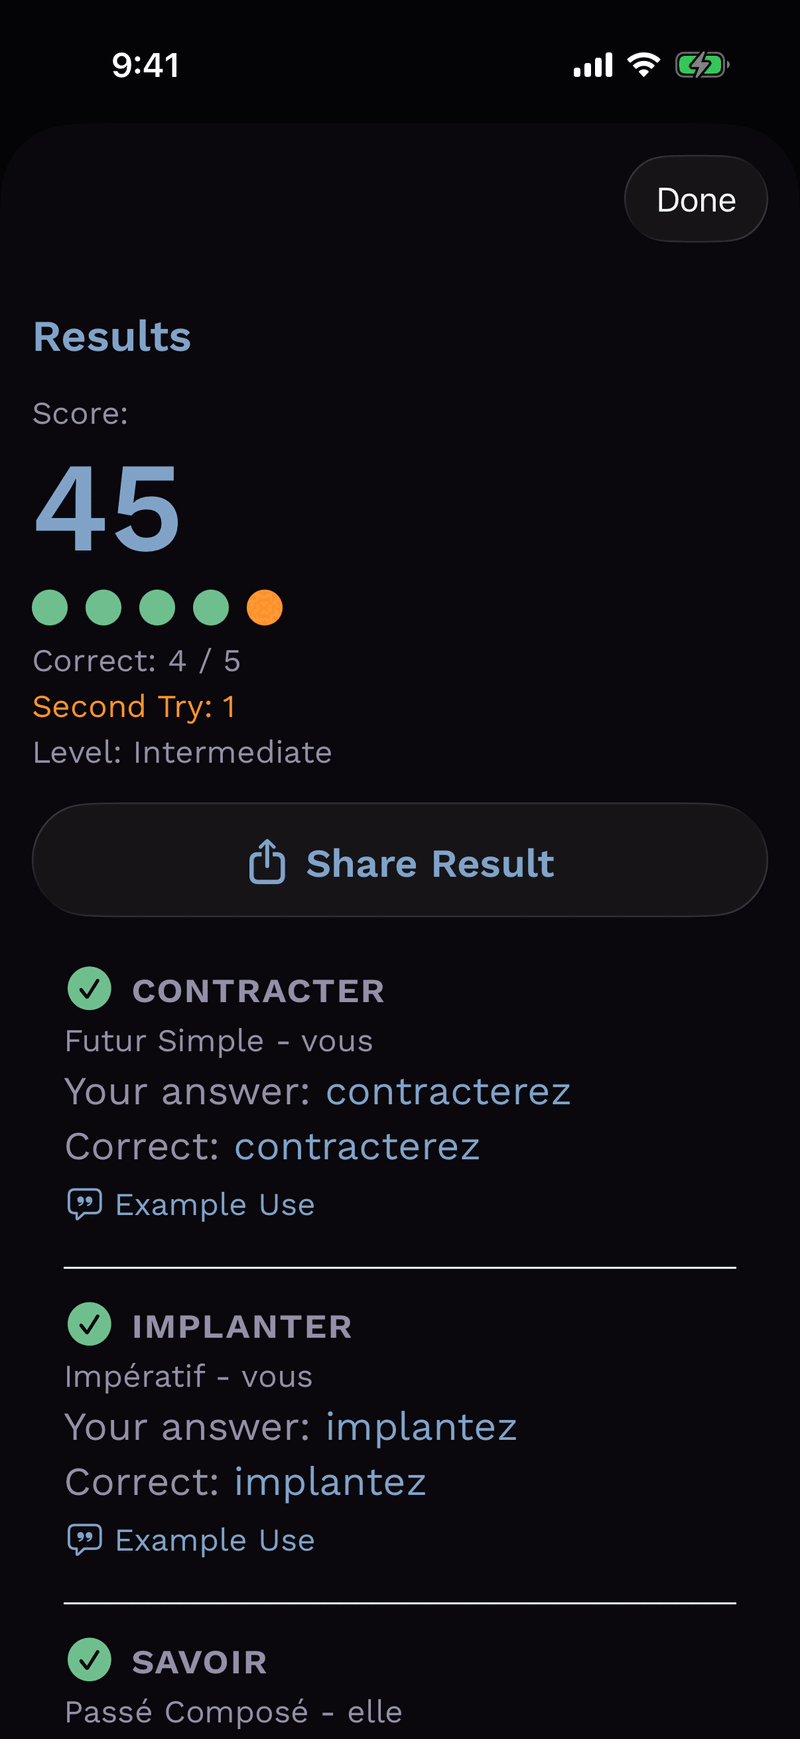 9:41
Done
Results
Score:
45
Correct: 4 / 5
Second Try: 1
Level: Intermediate
Share Result
CONTRACTER
Futur Simple - vous
Your answer: contracterez
Correct: contracterez
Example Use
IMPLANTER
Impératif - vous
Your answer: implantez
Correct: implantez
Example Use
SAVOIR
Passé Composé - elle